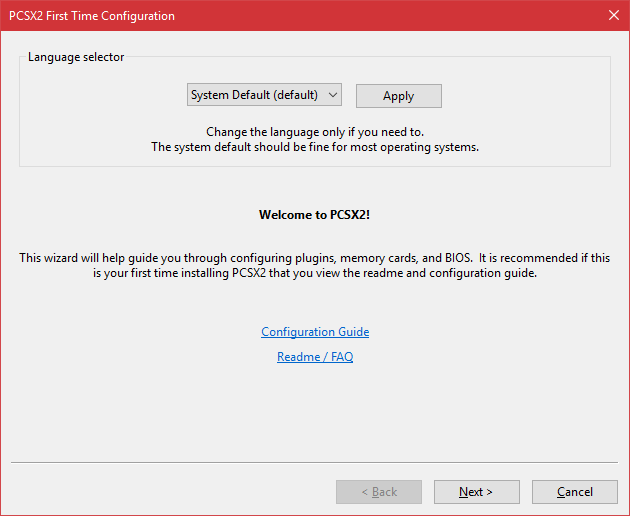 PCSX2 First Time Configuration
Language selector
System Default (default)
Apply
Change the language only if you need to.
The system default should be fine for most operating systems.
Welcome to PCSX2!
This wizard will help guide you through configuring plugins, memory cards, and BIOS.  It is recommended if this
is your first time installing PCSX2 that you view the readme and configuration guide.
Configuration Guide
Readme / FAQ
< Back
Next >
Cancel